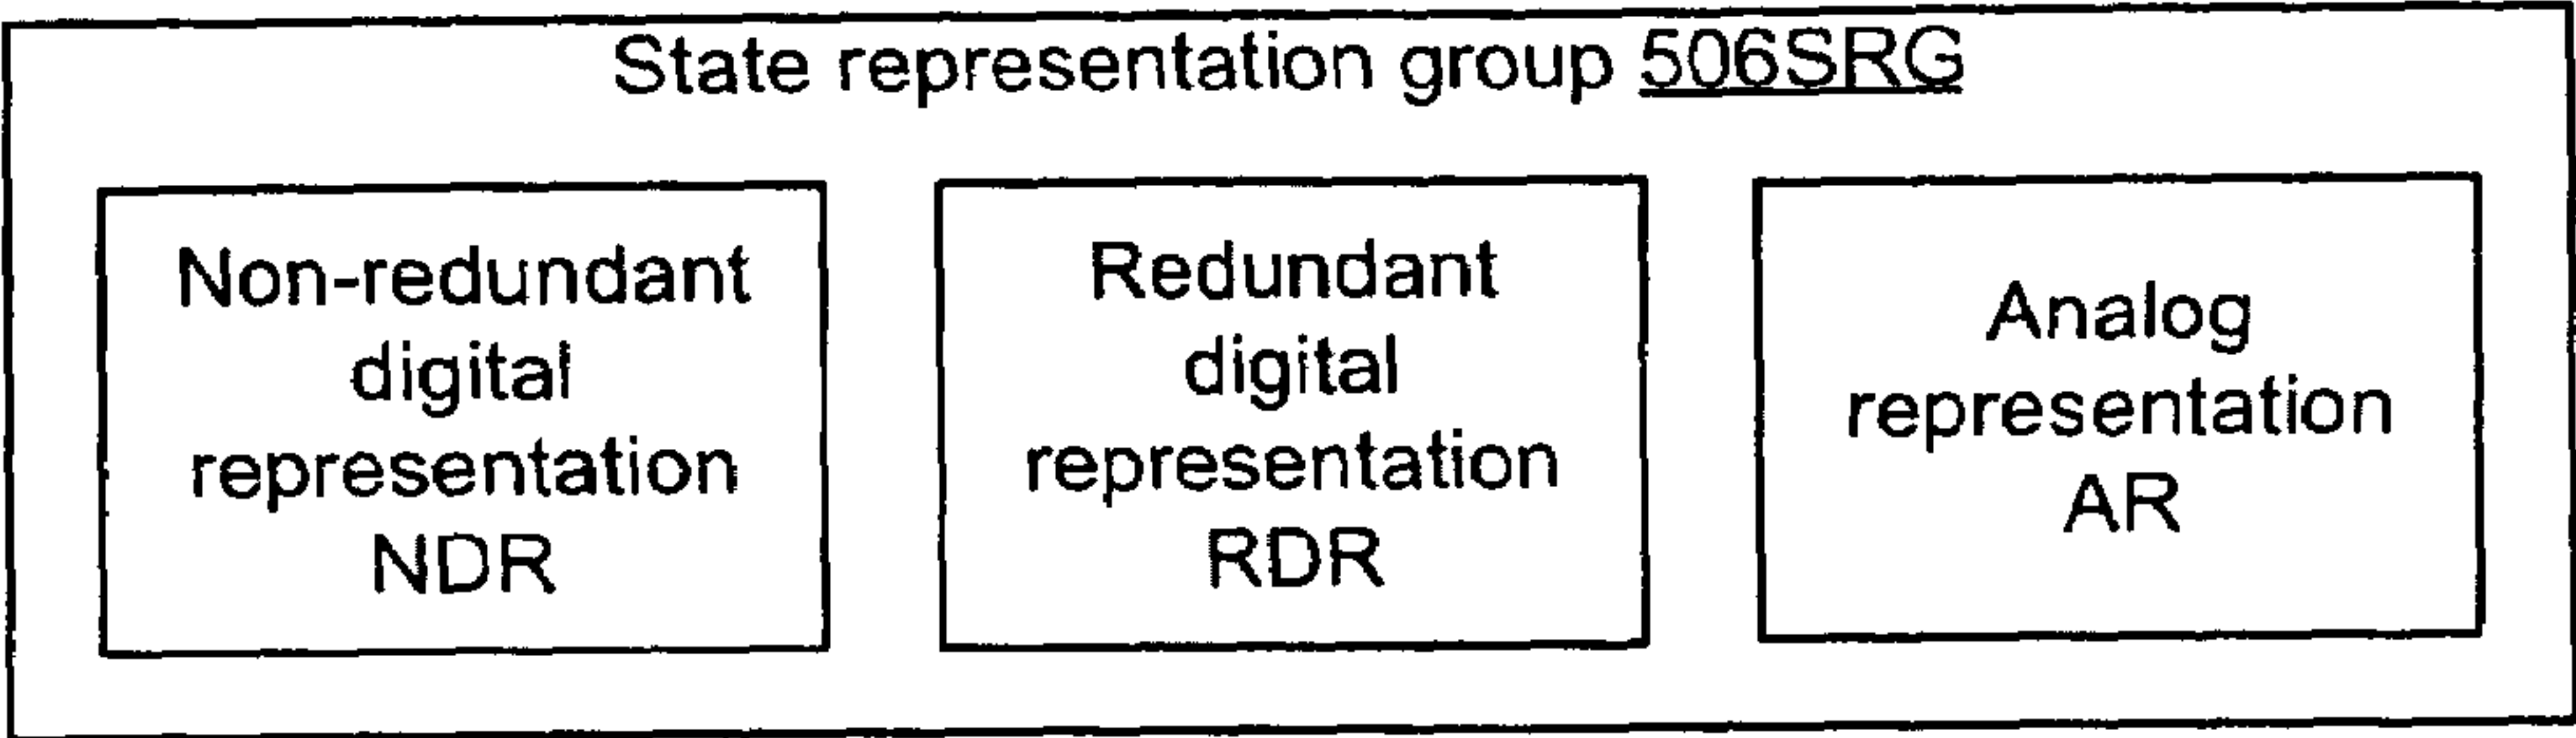 State representation group 506SRG
Non-redundant
digital
representation
NDR
Redundant
digital
representation
RDR
Analog
representation
AR